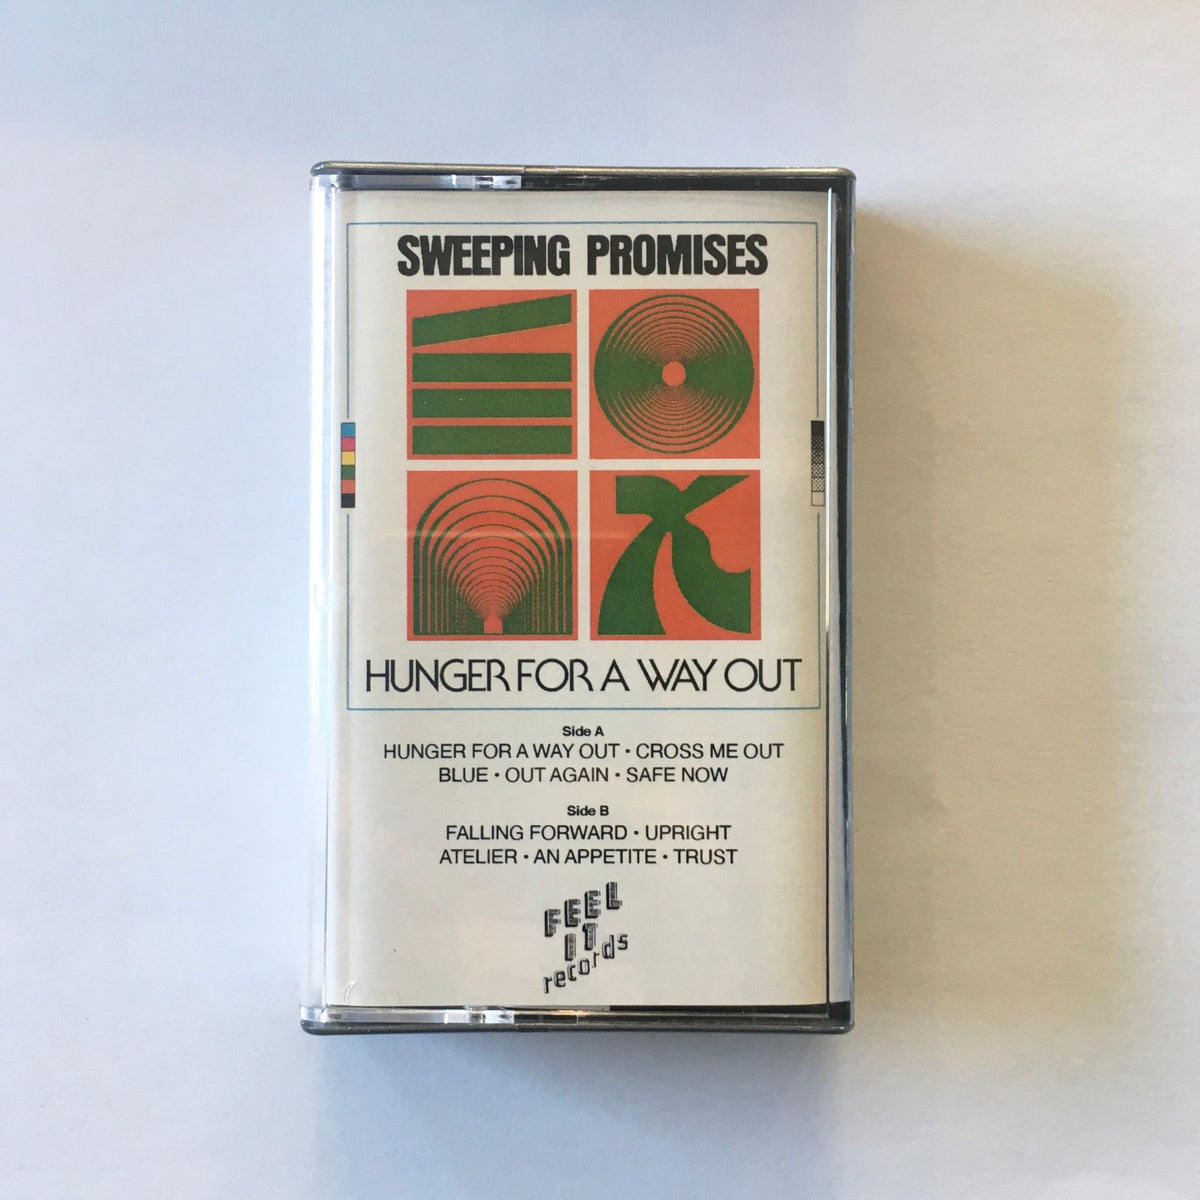 SWEEPING PROMISES
HUNGER FOR A WAY OUT
Side A
HUNGER FOR A WAY OUT • CROSS ME OUT
BLUE • OUT AGAIN • SAFE NOW
Side B
FALLING FORWARD • UPRIGHT
ATELIER • AN APPETITE • TRUST
FEEL
IT
records